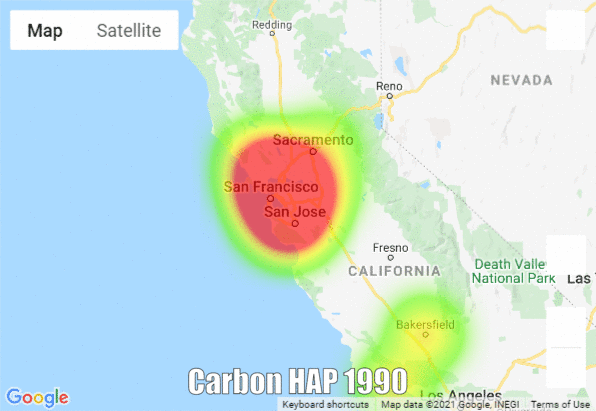 Map Satellite
Redding
Reno
NEVADA
Sacramento
San Francisco
San Jose
Fresno
CALIFORNIA
Death Valley
National Park
Las
Bakersfield
Carbon HAP 1990
Los Angeles
Google
Keyboard shortcuts Map data ©2021 Google, INEGI Terms of Use